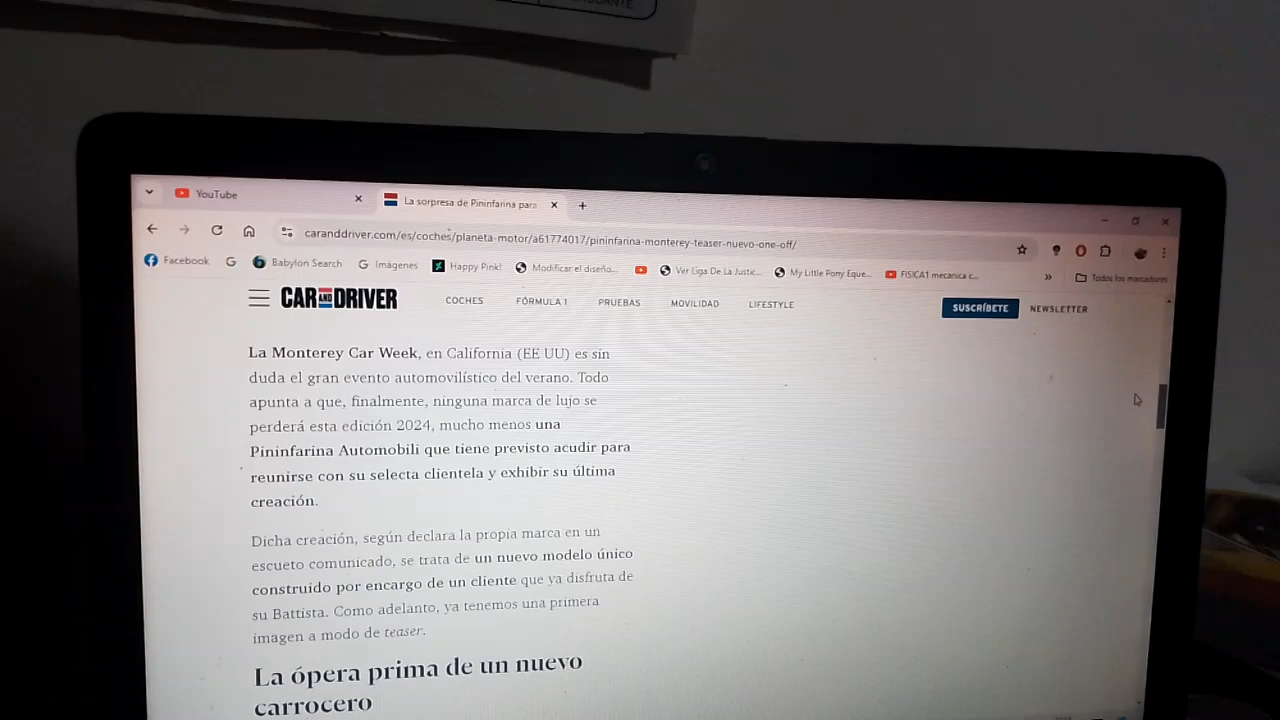 YouTube
La sorpresa de Pininfarina para
caranddriver.com/es/coches/planeta-motor/a61774017/pininfarina-monterey-teaser-nuevo-one-off/
Facebook
Babylon Search
Imágenes
Happy Pink!
Modificar el diseño...
Ver Liga De La Justic...
My Little Pony Eque...
FISICA1 mecanica c...
Todos los marcadores
CAR AND DRIVER
COCHES
FÓRMULA 1
PRUEBAS
MOVILIDAD
LIFESTYLE
SUSCRÍBETE
NEWSLETTER
La Monterey Car Week, en California (EE UU) es sin
duda el gran evento automovilístico del verano. Todo
apunta a que, finalmente, ninguna marca de lujo se
perderá esta edición 2024, mucho menos una
Pininfarina Automobili que tiene previsto acudir para
reunirse con su selecta clientela y exhibir su última
creación.
Dicha creación, según declara la propia marca en un
escueto comunicado, se trata de un nuevo modelo único
construido por encargo de un cliente que ya disfruta de
su Battista. Como adelanto, ya tenemos una primera
imagen a modo de teaser.
La ópera prima de un nuevo
carrocero